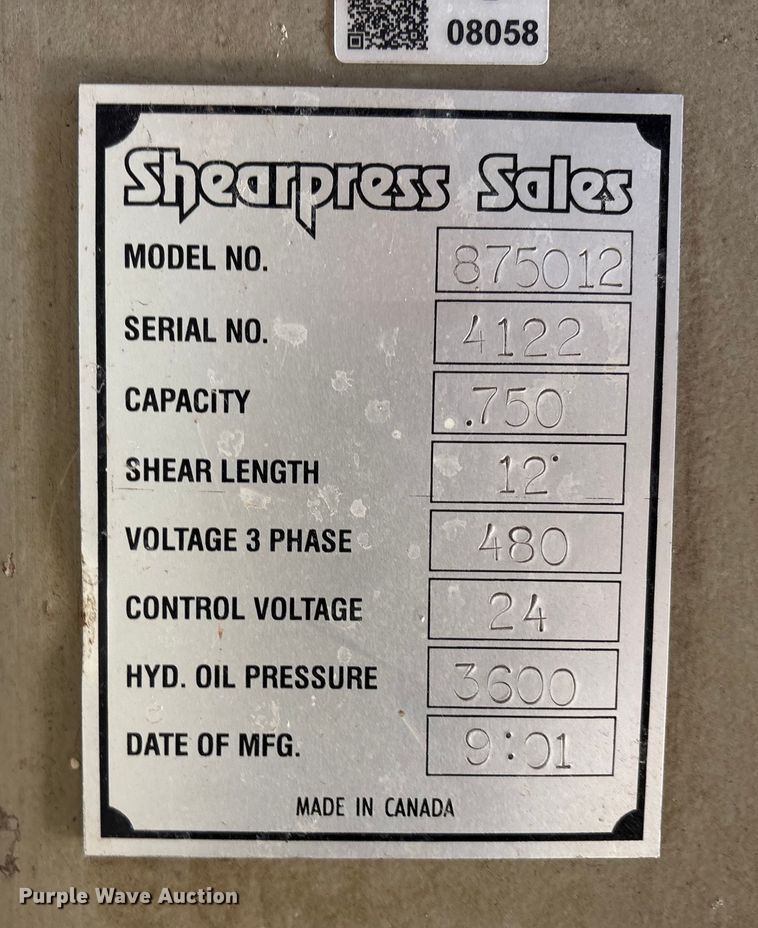 08058
Shearpress Sales
MODEL NO. 875012
SERIAL NO. 4122
CAPACITY .750
SHEAR LENGTH 12'
VOLTAGE 3 PHASE 480
CONTROL VOLTAGE 24
HYD. OIL PRESSURE 3600
DATE OF MFG. 9:01
MADE IN CANADA
Purple Wave Auction